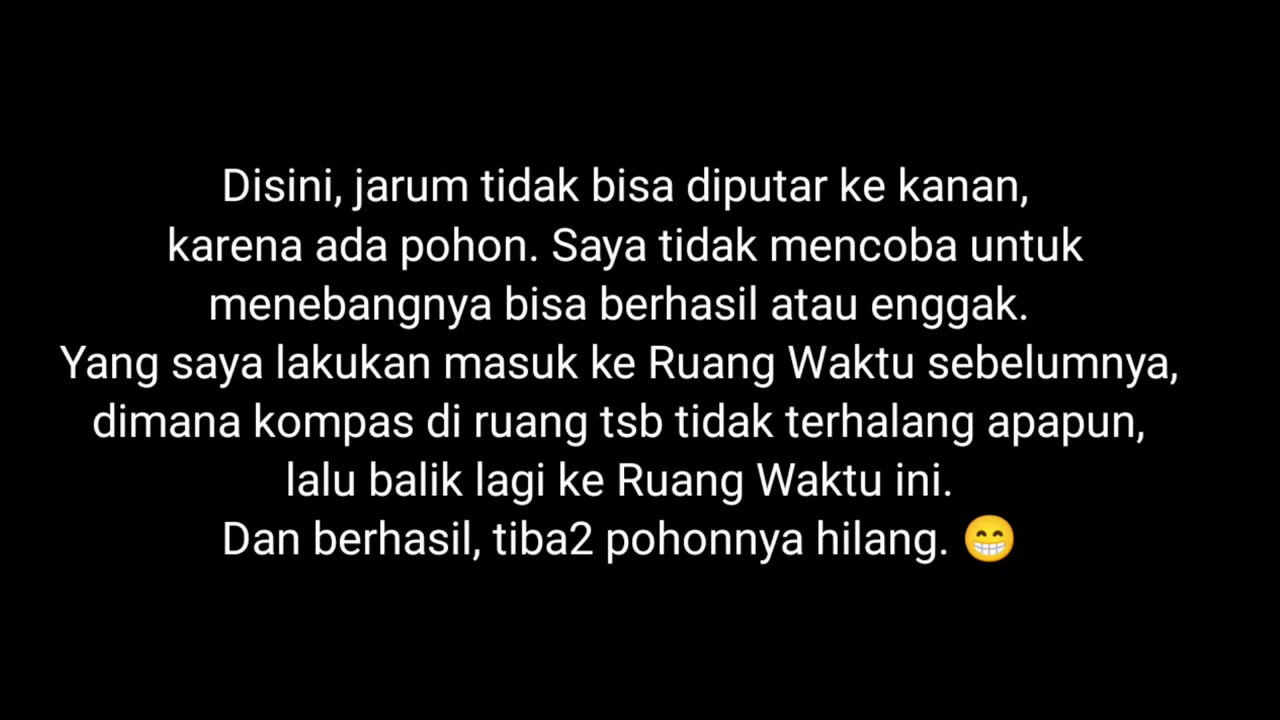 Disini, jarum tidak bisa diputar ke kanan,
karena ada pohon. Saya tidak mencoba untuk
menebangnya bisa berhasil atau enggak.
Yang saya lakukan masuk ke Ruang Waktu sebelumnya,
dimana kompas di ruang tsb tidak terhalang apapun,
lalu balik lagi ke Ruang Waktu ini.
Dan berhasil, tiba2 pohonnya hilang. 😁